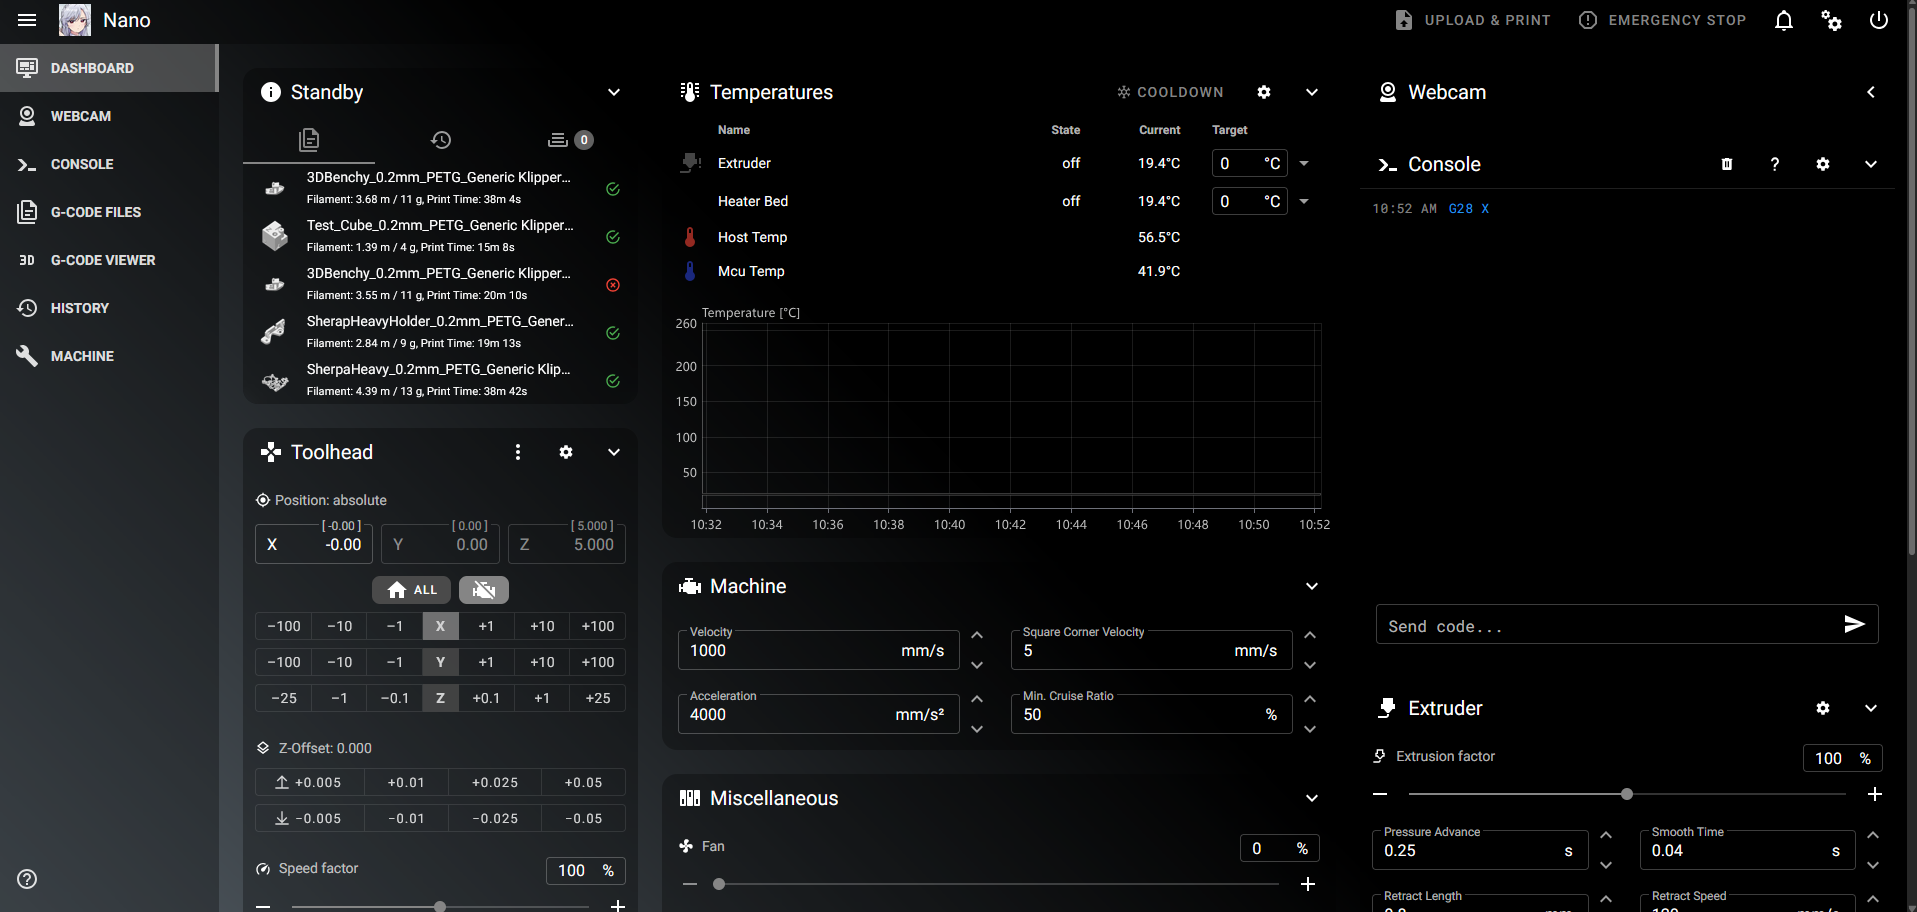 Nano
UPLOAD & PRINT
EMERGENCY STOP
DASHBOARD
WEBCAM
CONSOLE
G-CODE FILES
3D G-CODE VIEWER
HISTORY
MACHINE
Standby
0
3DBenchy_0.2mm_PETG_Generic Klipper...
Filament: 3.68 m / 11 g, Print Time: 38m 4s
Test_Cube_0.2mm_PETG_Generic Klipper...
Filament: 1.39 m / 4 g, Print Time: 15m 8s
3DBenchy_0.2mm_PETG_Generic Klipper...
Filament: 3.55 m / 11 g, Print Time: 20m 10s
SherapHeavyHolder_0.2mm_PETG_Gener...
Filament: 2.84 m / 9 g, Print Time: 19m 13s
SherpaHeavy_0.2mm_PETG_Generic Klip...
Filament: 4.39 m / 13 g, Print Time: 38m 42s
Toolhead
Position: absolute
[ -0.00 ] [ 0.00 ] [ 5.000 ]
X -0.00 Y 0.00 Z 5.000
ALL
−100 −10 −1 X +1 +10 +100
−100 −10 −1 Y +1 +10 +100
−25 −1 −0.1 Z +0.1 +1 +25
Z-Offset: 0.000
+0.005 +0.01 +0.025 +0.05
−0.005 −0.01 −0.025 −0.05
Speed factor 100 %
Temperatures
COOLDOWN
Name State Current Target
Extruder off 19.4°C 0 °C
Heater Bed off 19.4°C 0 °C
Host Temp 56.5°C
Mcu Temp 41.9°C
Temperature [°C]
260
200
150
100
50
10:32 10:34 10:36 10:38 10:40 10:42 10:44 10:46 10:48 10:50 10:52
Machine
Velocity Square Corner Velocity
1000 mm/s 5 mm/s
Acceleration Min. Cruise Ratio
4000 mm/s² 50 %
Miscellaneous
Fan 0 %
Webcam
Console
10:52 AM G28 X
Send code...
Extruder
Extrusion factor 100 %
Pressure Advance Smooth Time
0.25 s 0.04 s
Retract Length Retract Speed